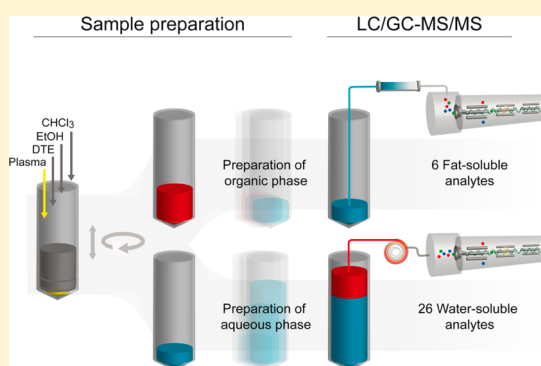 Sample preparation
LC/GC-MS/MS
CHCl₃
EtOH
DTE
Plasma
Preparation of
organic phase
6 Fat-soluble
analytes
Preparation of
aqueous phase
26 Water-soluble
analytes